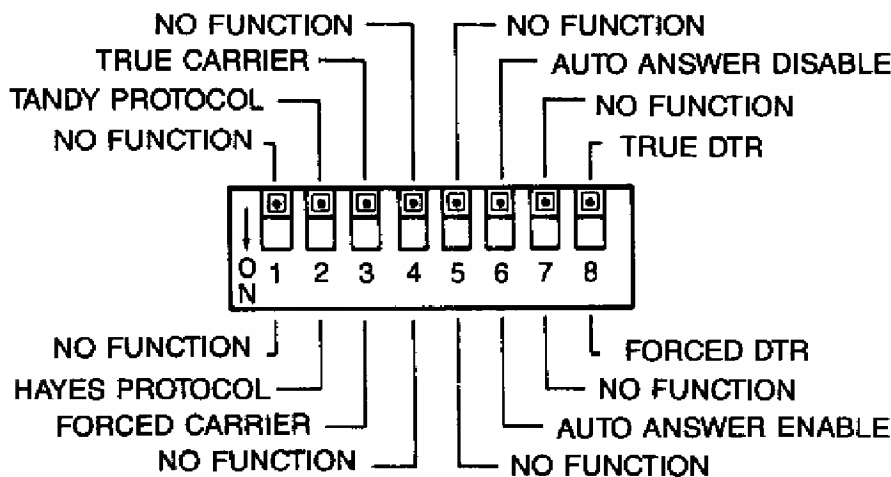 NO FUNCTION
NO FUNCTION
TRUE CARRIER
AUTO ANSWER DISABLE
TANDY PROTOCOL
NO FUNCTION
NO FUNCTION
TRUE DTR
ON
1 2 3 4 5 6 7 8
NO FUNCTION
FORCED DTR
HAYES PROTOCOL
NO FUNCTION
FORCED CARRIER
AUTO ANSWER ENABLE
NO FUNCTION
NO FUNCTION